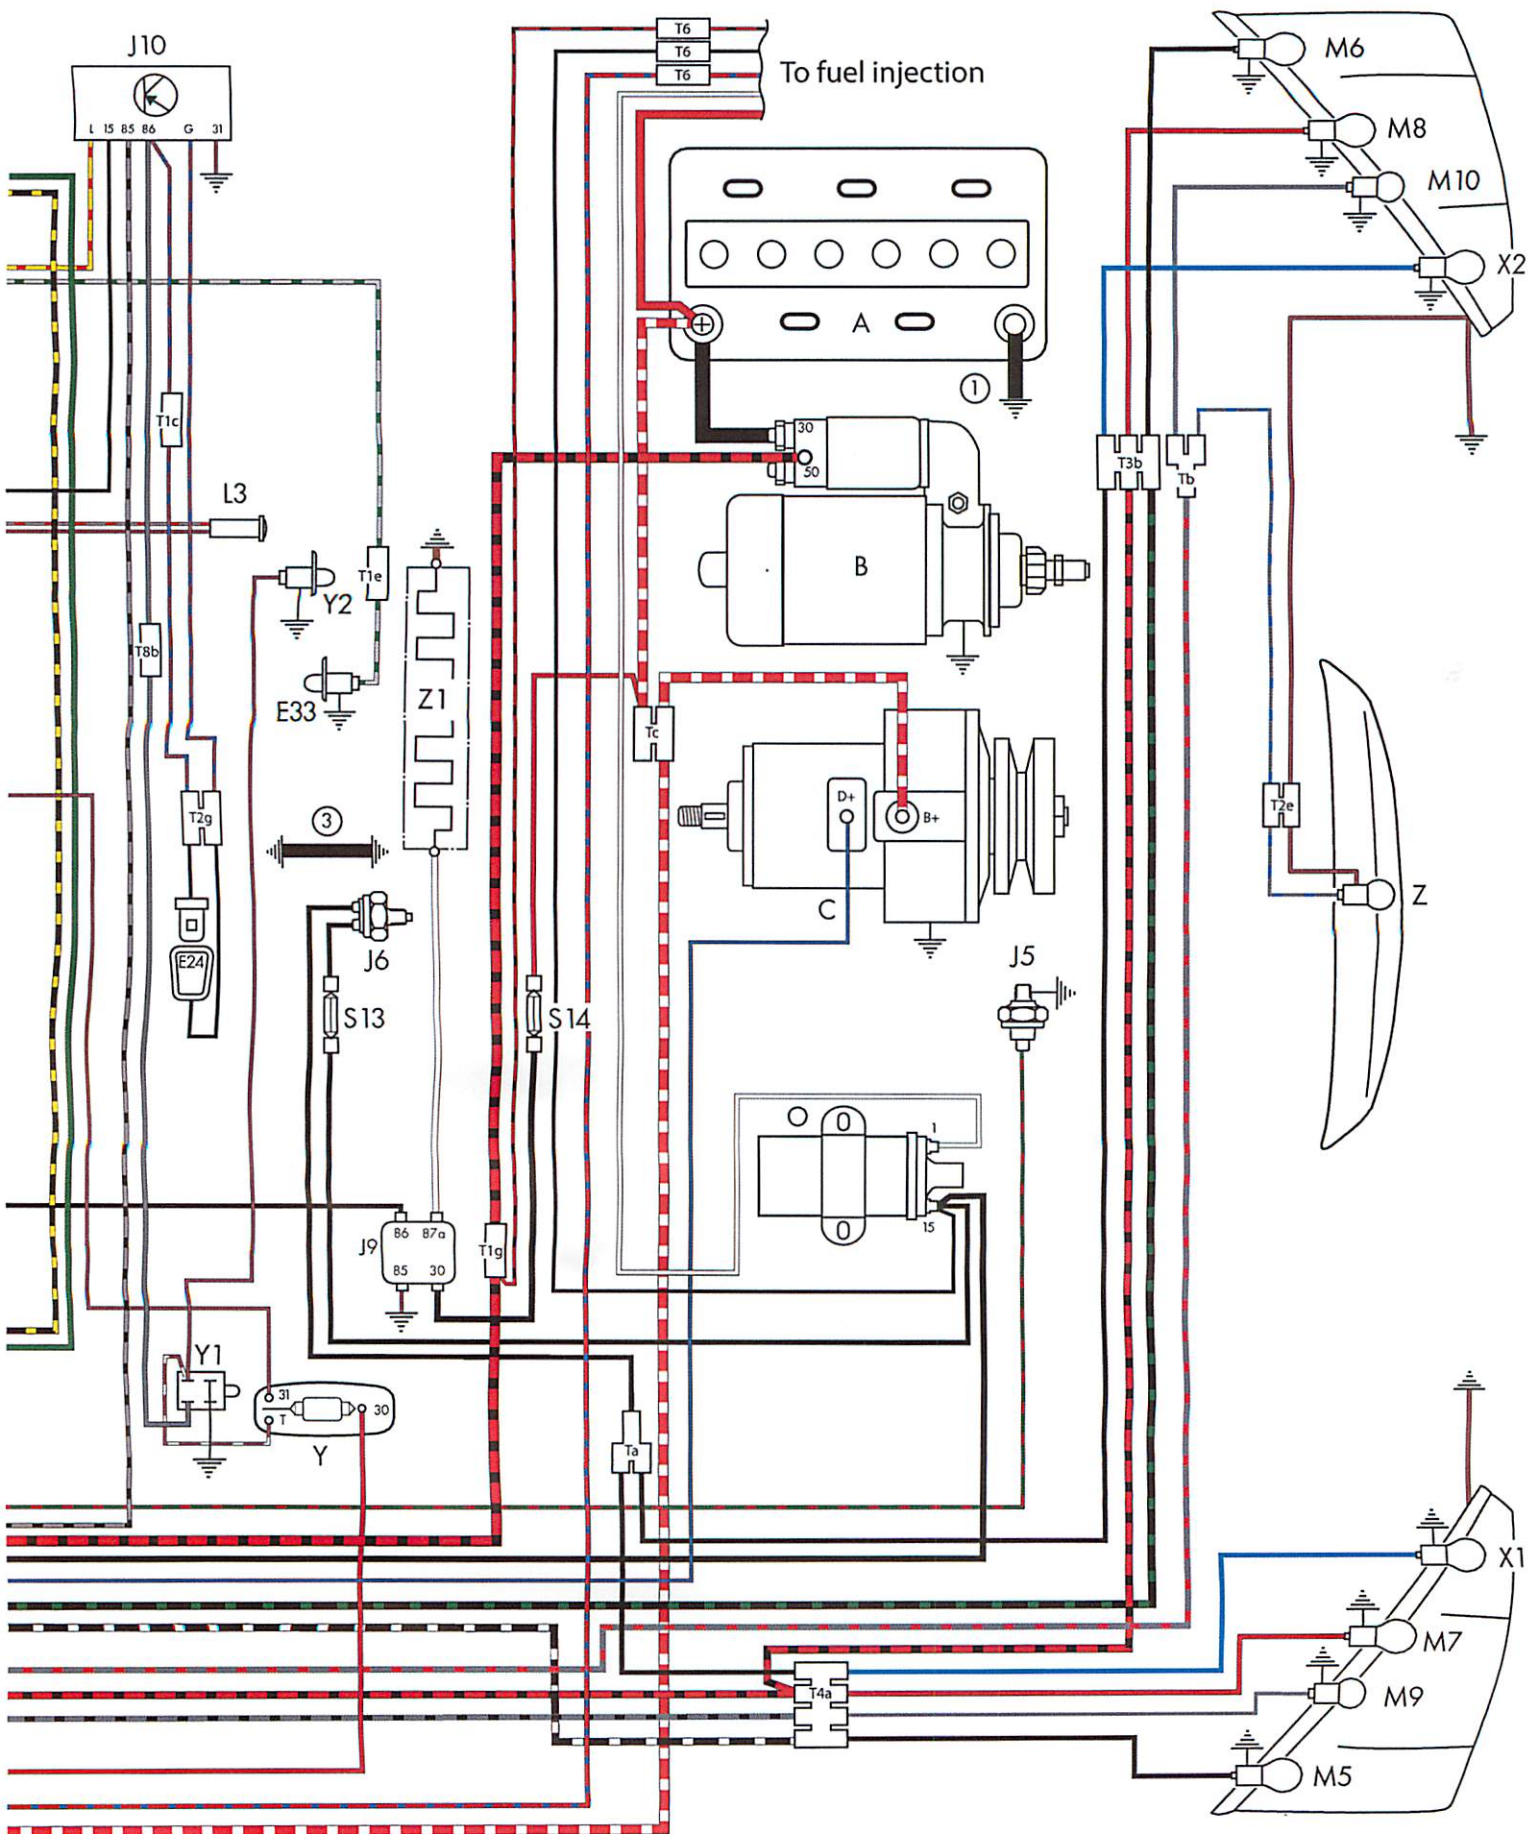 J10
T6
T6
T6
To fuel injection
M6
L 15 85 86 G 31
M8
M10
X2
A
T1c
1
30
50
T3b
Tb
L3
T1e
Y2
B
T8b
E33
Z1
Tc
D+
B+
T2g
3
T2e
Z
C
J6
E24
J5
S13
S14
1
15
86 87a
J9
T1g
85 30
Y1
31
T
30
Y
Ta
X1
M7
T4a
M9
M5